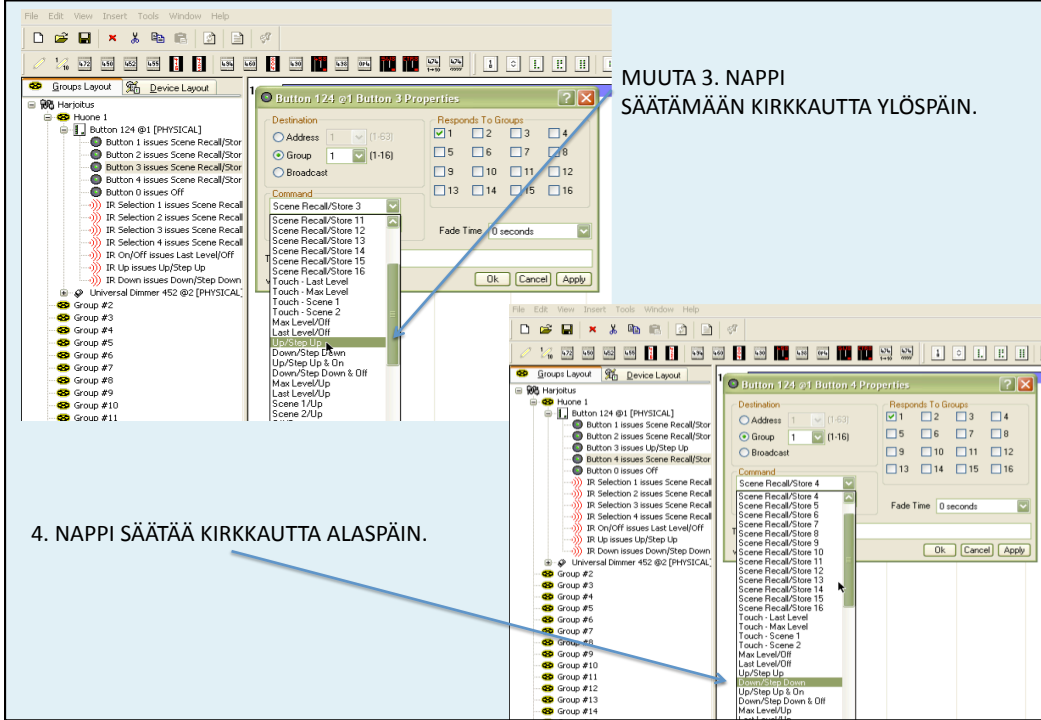 File Edit View Insert Tools Window Help
Groups Layout Device Layout
Harjoitus
Huone 1
Button 124 @1 [PHYSICAL]
Button 1 issues Scene Recall/Stor
Button 2 issues Scene Recall/Stor
Button 3 issues Scene Recall/Stor
Button 4 issues Scene Recall/Stor
Button 0 issues Off
IR Selection 1 issues Scene Recall
IR Selection 2 issues Scene Recall
IR Selection 3 issues Scene Recall
IR Selection 4 issues Scene Recall
IR On/Off issues Last Level/Off
IR Up issues Up/Step Up
IR Down issues Down/Step Down
Universal Dimmer 452 @2 [PHYSICAL]
Group #2
Group #3
Group #4
Group #5
Group #6
Group #7
Group #8
Group #9
Group #10
Group #11
Button 124 @1 Button 3 Properties
Destination
Address 1 (1-63)
Group 1 (1-16)
Broadcast
Responds To Groups
1 2 3 4
5 6 7 8
9 10 11 12
13 14 15 16
Command
Scene Recall/Store 3
Scene Recall/Store 11
Scene Recall/Store 12
Scene Recall/Store 13
Scene Recall/Store 14
Scene Recall/Store 15
Scene Recall/Store 16
Touch - Last Level
Touch - Max Level
Touch - Scene 1
Touch - Scene 2
Max Level/Off
Last Level/Off
Up/Step Up
Down/Step Down
Up/Step Up & On
Down/Step Down & Off
Max Level/Up
Last Level/Up
Scene 1/Up
Scene 2/Up
Fade Time 0 seconds
Ok Cancel Apply
MUUTA 3. NAPPI
SÄÄTÄMÄÄN KIRKKAUTTA YLÖSPÄIN.
4. NAPPI SÄÄTÄÄ KIRKKAUTTA ALASPÄIN.
File Edit View Insert Tools Window Help
Groups Layout Device Layout
Harjoitus
Huone 1
Button 124 @1 [PHYSICAL]
Button 1 issues Scene Recall/Stor
Button 2 issues Scene Recall/Stor
Button 3 issues Up/Step Up
Button 4 issues Scene Recall/Stor
Button 0 issues Off
IR Selection 1 issues Scene Recall
IR Selection 2 issues Scene Recall
IR Selection 3 issues Scene Recall
IR Selection 4 issues Scene Recall
IR On/Off issues Last Level/Off
IR Up issues Up/Step Up
IR Down issues Down/Step Down
Universal Dimmer 452 @2 [PHYSICAL]
Group #2
Group #3
Group #4
Group #5
Group #6
Group #7
Group #8
Group #9
Group #10
Group #11
Group #12
Group #13
Group #14
Button 124 @1 Button 4 Properties
Destination
Address 1 (1-63)
Group 1 (1-16)
Broadcast
Responds To Groups
1 2 3 4
5 6 7 8
9 10 11 12
13 14 15 16
Command
Scene Recall/Store 4
Scene Recall/Store 4
Scene Recall/Store 5
Scene Recall/Store 6
Scene Recall/Store 7
Scene Recall/Store 8
Scene Recall/Store 9
Scene Recall/Store 10
Scene Recall/Store 11
Scene Recall/Store 12
Scene Recall/Store 13
Scene Recall/Store 14
Scene Recall/Store 15
Scene Recall/Store 16
Touch - Last Level
Touch - Max Level
Touch - Scene 1
Touch - Scene 2
Max Level/Off
Last Level/Off
Up/Step Up
Down/Step Down
Up/Step Up & On
Down/Step Down & Off
Max Level/Up
Last Level/Up
Fade Time 0 seconds
Ok Cancel Apply